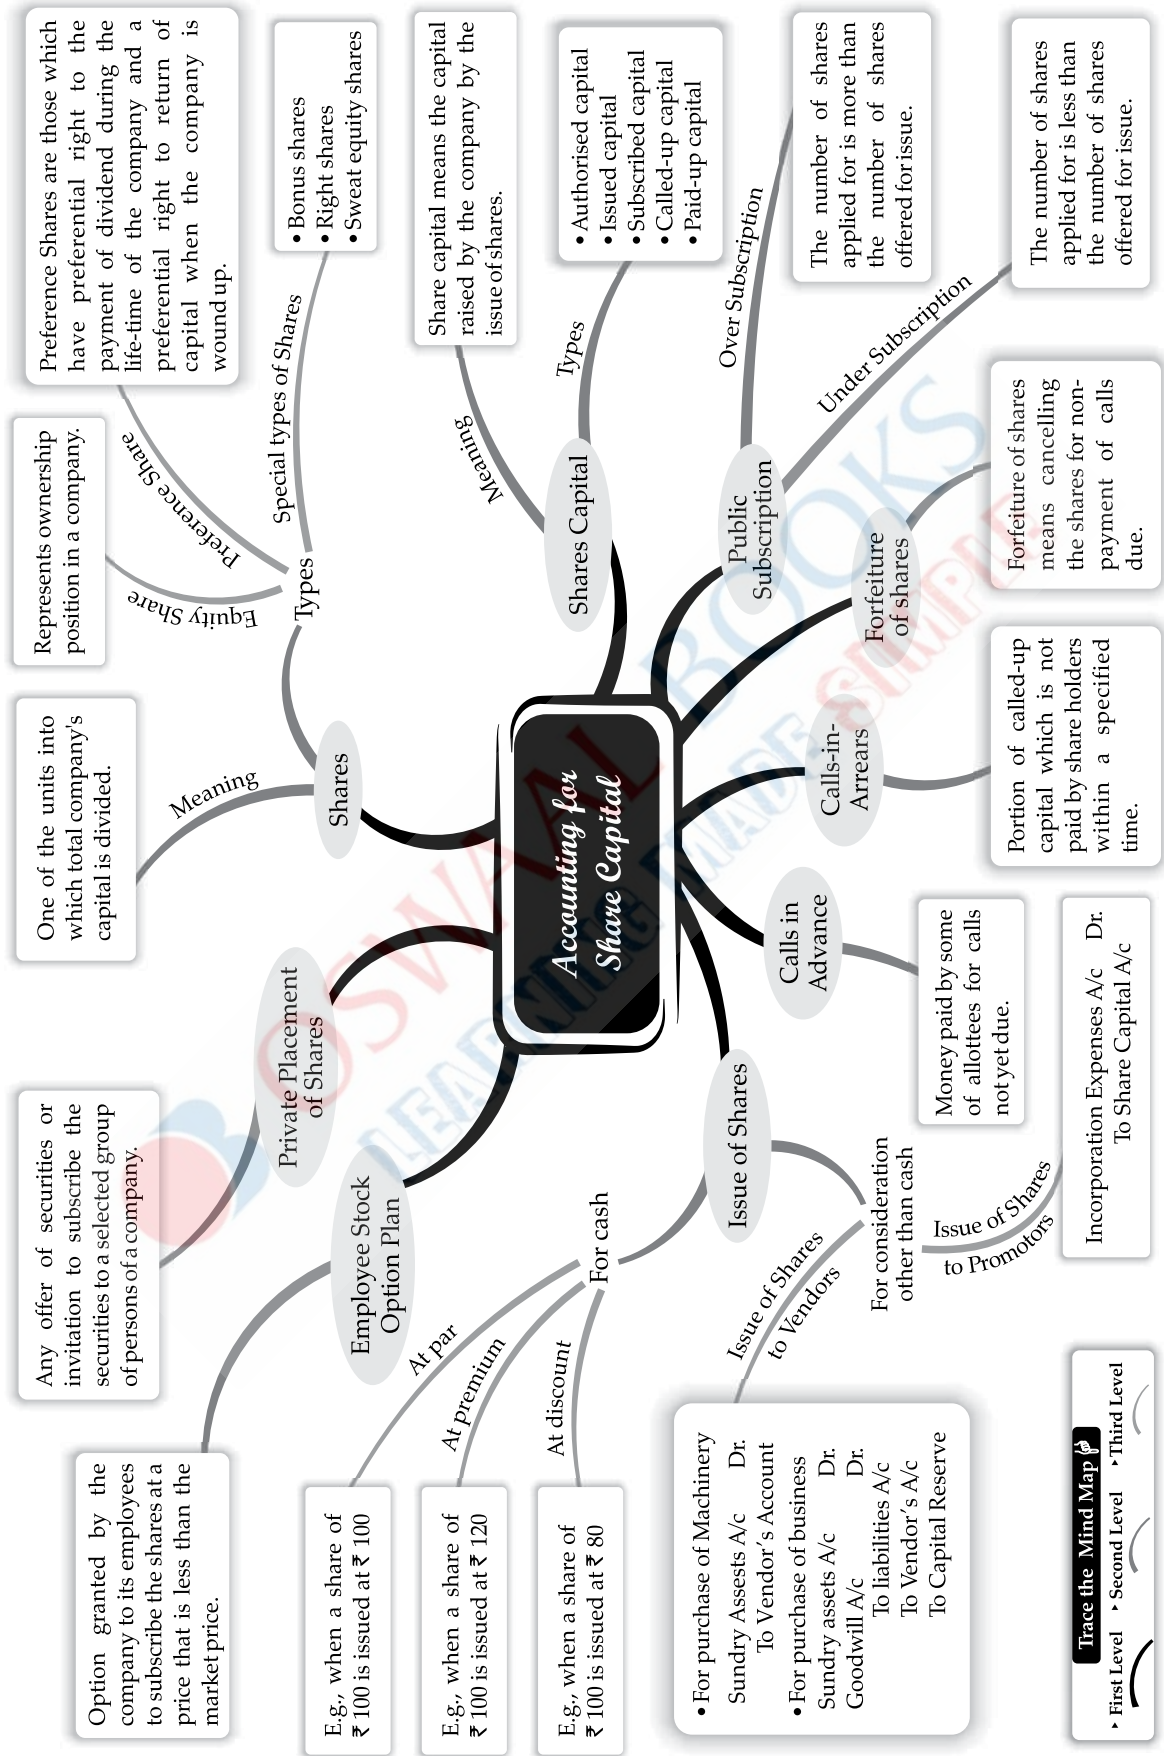 Accounting for
Share Capital
Shares
Meaning
One of the units into
which total company's
capital is divided.
Types
Equity Share
Represents ownership
position in a company.
Preference Share
Preference Shares are those which
have preferential right to the
payment of dividend during the
life-time of the company and a
preferential right to return of
capital when the company is
wound up.
Special types of Shares
• Bonus shares
• Right shares
• Sweat equity shares
Shares Capital
Meaning
Share capital means the capital
raised by the company by the
issue of shares.
Types
• Authorised capital
• Issued capital
• Subscribed capital
• Called-up capital
• Paid-up capital
Public
Subscription
Over Subscription
The number of shares
applied for is more than
the number of shares
offered for issue.
Under Subscription
The number of shares
applied for is less than
the number of shares
offered for issue.
Forfeiture
of shares
Forfeiture of shares
means cancelling
the shares for non-
payment of calls
due.
Calls-in-
Arrears
Portion of called-up
capital which is not
paid by share holders
within a specified
time.
Calls in
Advance
Money paid by some
of allottees for calls
not yet due.
Issue of Shares
For consideration
other than cash
Issue of Shares
to Promotors
Incorporation Expenses A/c Dr.
To Share Capital A/c
Issue of Shares
to Vendors
• For purchase of Machinery
Sundry Assests A/c Dr.
To Vendor's Account
• For purchase of business
Sundry assets A/c Dr.
Goodwill A/c Dr.
To liabilities A/c
To Vendor's A/c
To Capital Reserve
For cash
At par
E.g., when a share of
₹ 100 is issued at ₹ 100
At premium
E.g., when a share of
₹ 100 is issued at ₹ 120
At discount
E.g., when a share of
₹ 100 is issued at ₹ 80
Employee Stock
Option Plan
Option granted by the
company to its employees
to subscribe the shares at a
price that is less than the
market price.
Private Placement
of Shares
Any offer of securities or
invitation to subscribe the
securities to a selected group
of persons of a company.
Trace the Mind Map
▸ First Level ▸ Second Level ▸ Third Level
OSWAAL BOOKS
LEARNING MADE SIMPLE